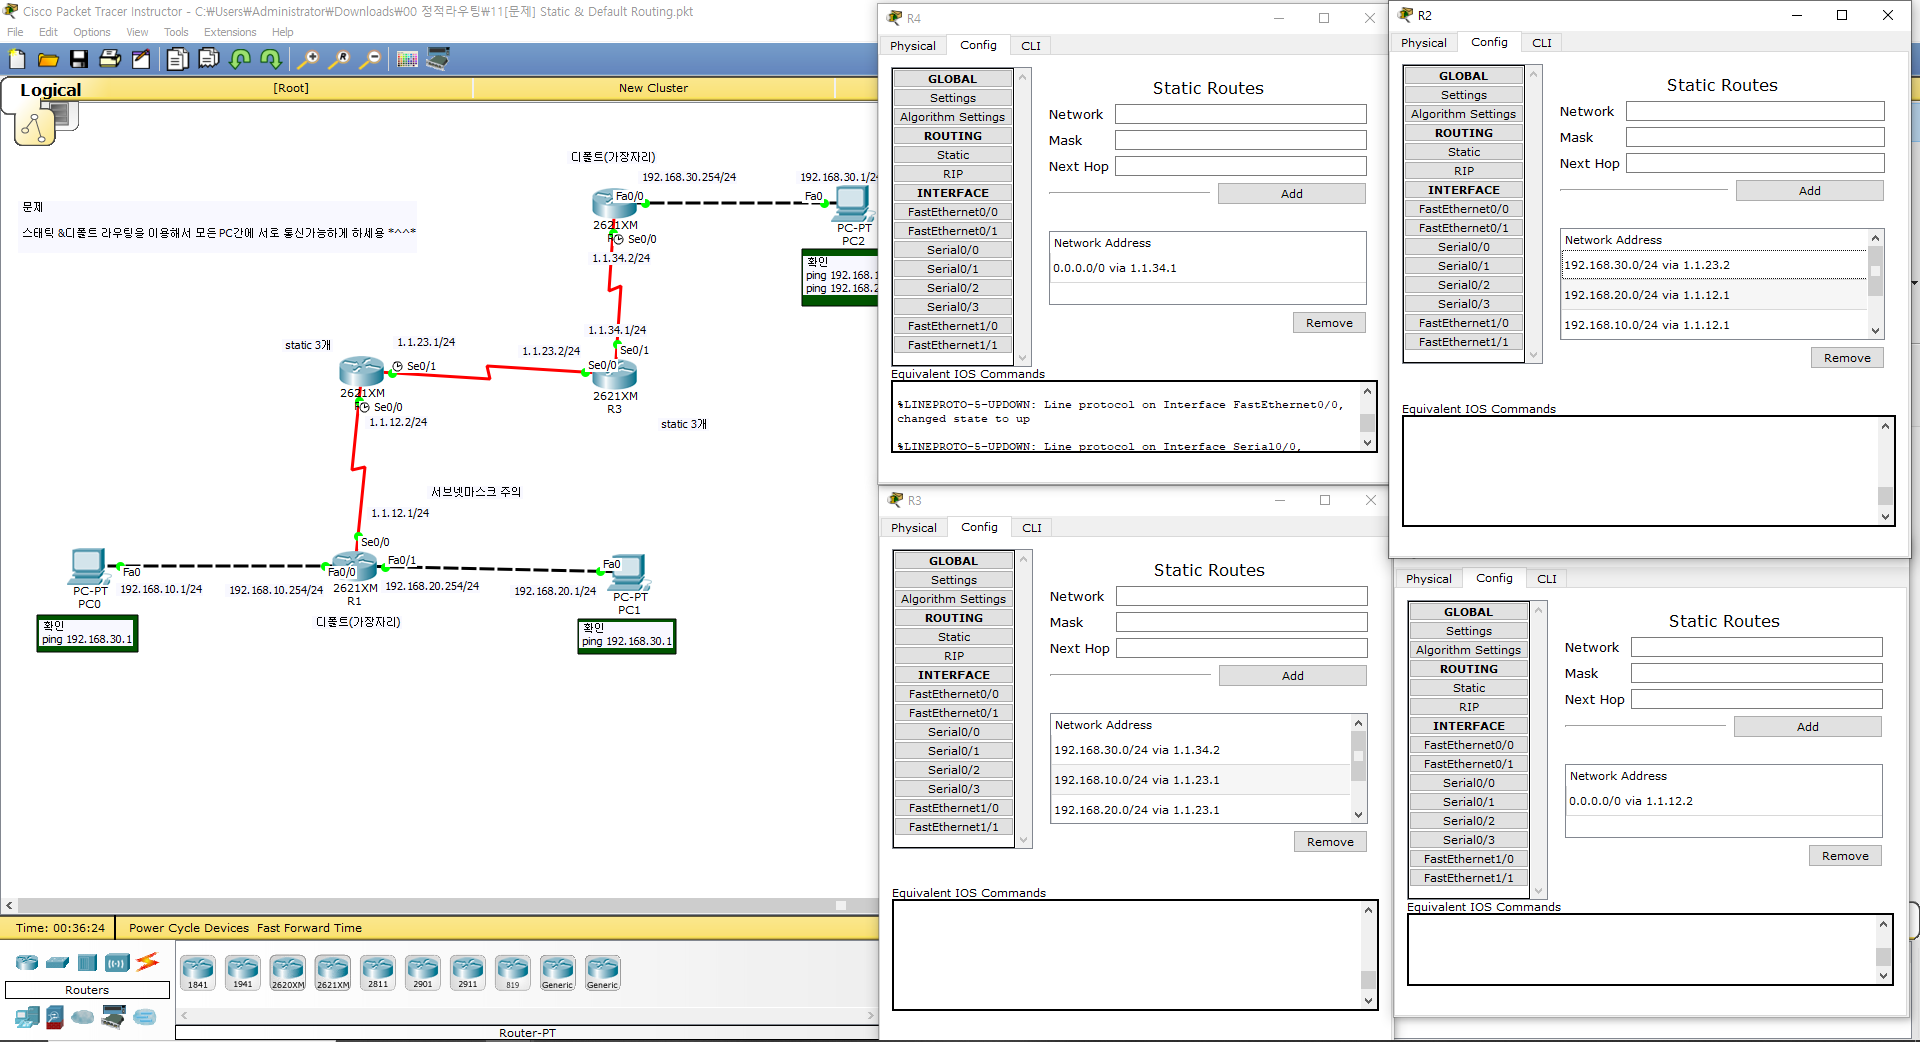 Cisco Packet Tracer Instructor - C:₩Users₩Administrator₩Downloads₩00 정적라우팅₩11[문제] Static & Default Routing.pkt
File Edit Options View Tools Extensions Help
Logical
[Root]
New Cluster
문제
스태틱 &디폴트 라우팅을 이용해서 모든 PC간에 서로 통신가능하게 하세용 *^^*
디폴트(가장자리)
192.168.30.254/24
192.168.30.1/24
Fa0/0
Fa0
2621XM
Se0/0
PC-PT
PC2
1.1.34.2/24
확인
ping 192.168.1
ping 192.168.2
1.1.34.1/24
static 3개
1.1.23.1/24
1.1.23.2/24
Se0/1
Se0/1
Se0/0
2621XM
Se0/0
1.1.12.2/24
2621XM
R3
static 3개
서브넷마스크 주의
1.1.12.1/24
Se0/0
Fa0
Fa0/0
Fa0/1
Fa0
PC-PT
PC0
192.168.10.1/24
192.168.10.254/24
2621XM
R1
192.168.20.254/24
192.168.20.1/24
PC-PT
PC1
디폴트(가장자리)
확인
ping 192.168.30.1
확인
ping 192.168.30.1
Time: 00:36:24
Power Cycle Devices Fast Forward Time
Routers
1841 1941 2620XM 2621XM 2811 2901 2911 819 Generic Generic
Router-PT
R4
Physical Config CLI
GLOBAL
Settings
Algorithm Settings
ROUTING
Static
RIP
INTERFACE
FastEthernet0/0
FastEthernet0/1
Serial0/0
Serial0/1
Serial0/2
Serial0/3
FastEthernet1/0
FastEthernet1/1
Static Routes
Network
Mask
Next Hop
Add
Network Address
0.0.0.0/0 via 1.1.34.1
Remove
Equivalent IOS Commands
%LINEPROTO-5-UPDOWN: Line protocol on Interface FastEthernet0/0,
changed state to up
%LINEPROTO-5-UPDOWN: Line protocol on Interface Serial0/0,
R2
Physical Config CLI
GLOBAL
Settings
Algorithm Settings
ROUTING
Static
RIP
INTERFACE
FastEthernet0/0
FastEthernet0/1
Serial0/0
Serial0/1
Serial0/2
Serial0/3
FastEthernet1/0
FastEthernet1/1
Static Routes
Network
Mask
Next Hop
Add
Network Address
192.168.30.0/24 via 1.1.23.2
192.168.20.0/24 via 1.1.12.1
192.168.10.0/24 via 1.1.12.1
Remove
Equivalent IOS Commands
R3
Physical Config CLI
GLOBAL
Settings
Algorithm Settings
ROUTING
Static
RIP
INTERFACE
FastEthernet0/0
FastEthernet0/1
Serial0/0
Serial0/1
Serial0/2
Serial0/3
FastEthernet1/0
FastEthernet1/1
Static Routes
Network
Mask
Next Hop
Add
Network Address
192.168.30.0/24 via 1.1.34.2
192.168.10.0/24 via 1.1.23.1
192.168.20.0/24 via 1.1.23.1
Remove
Equivalent IOS Commands
Physical Config CLI
GLOBAL
Settings
Algorithm Settings
ROUTING
Static
RIP
INTERFACE
FastEthernet0/0
FastEthernet0/1
Serial0/0
Serial0/1
Serial0/2
Serial0/3
FastEthernet1/0
FastEthernet1/1
Static Routes
Network
Mask
Next Hop
Add
Network Address
0.0.0.0/0 via 1.1.12.2
Remove
Equivalent IOS Commands